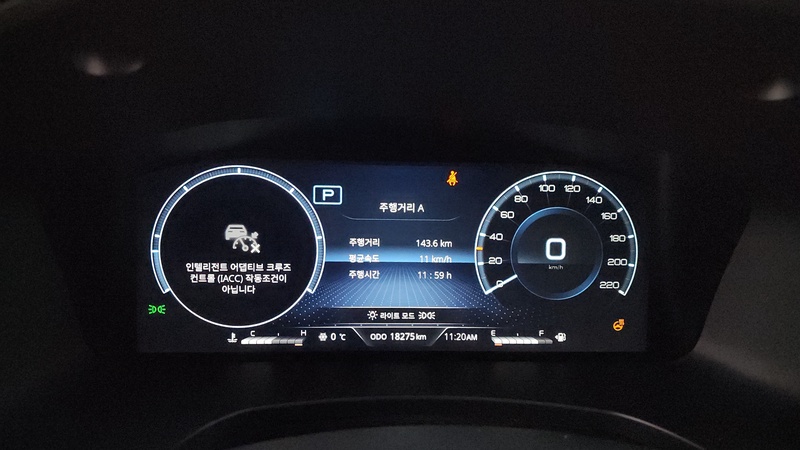 P
주행거리 A
주행거리 143.6 km
평균속도 11 km/h
주행시간 11 : 59 h
인텔리전트 어댑티브 크루즈
컨트롤 (IACC) 작동조건이
아닙니다
라이트 모드
0
20
40
60
80
100
120
140
160
180
200
220
0
km/h
C H
0 ℃
ODO 18275 km
11:20AM
E F